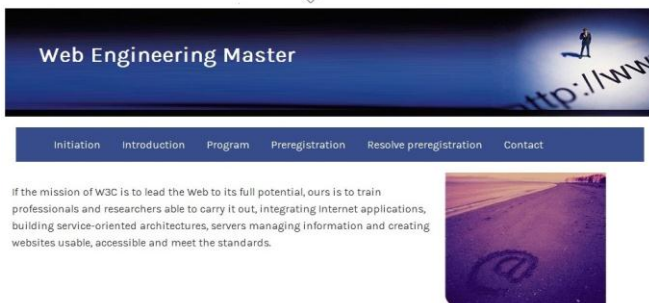 Web Engineering Master
http://www
Initiation Introduction Program Preregistration Resolve preregistration Contact
If the mission of W3C is to lead the Web to its full potential, ours is to train
professionals and researchers able to carry it out, integrating Internet applications,
building service-oriented architectures, servers managing information and creating
websites usable, accessible and meet the standards.
@